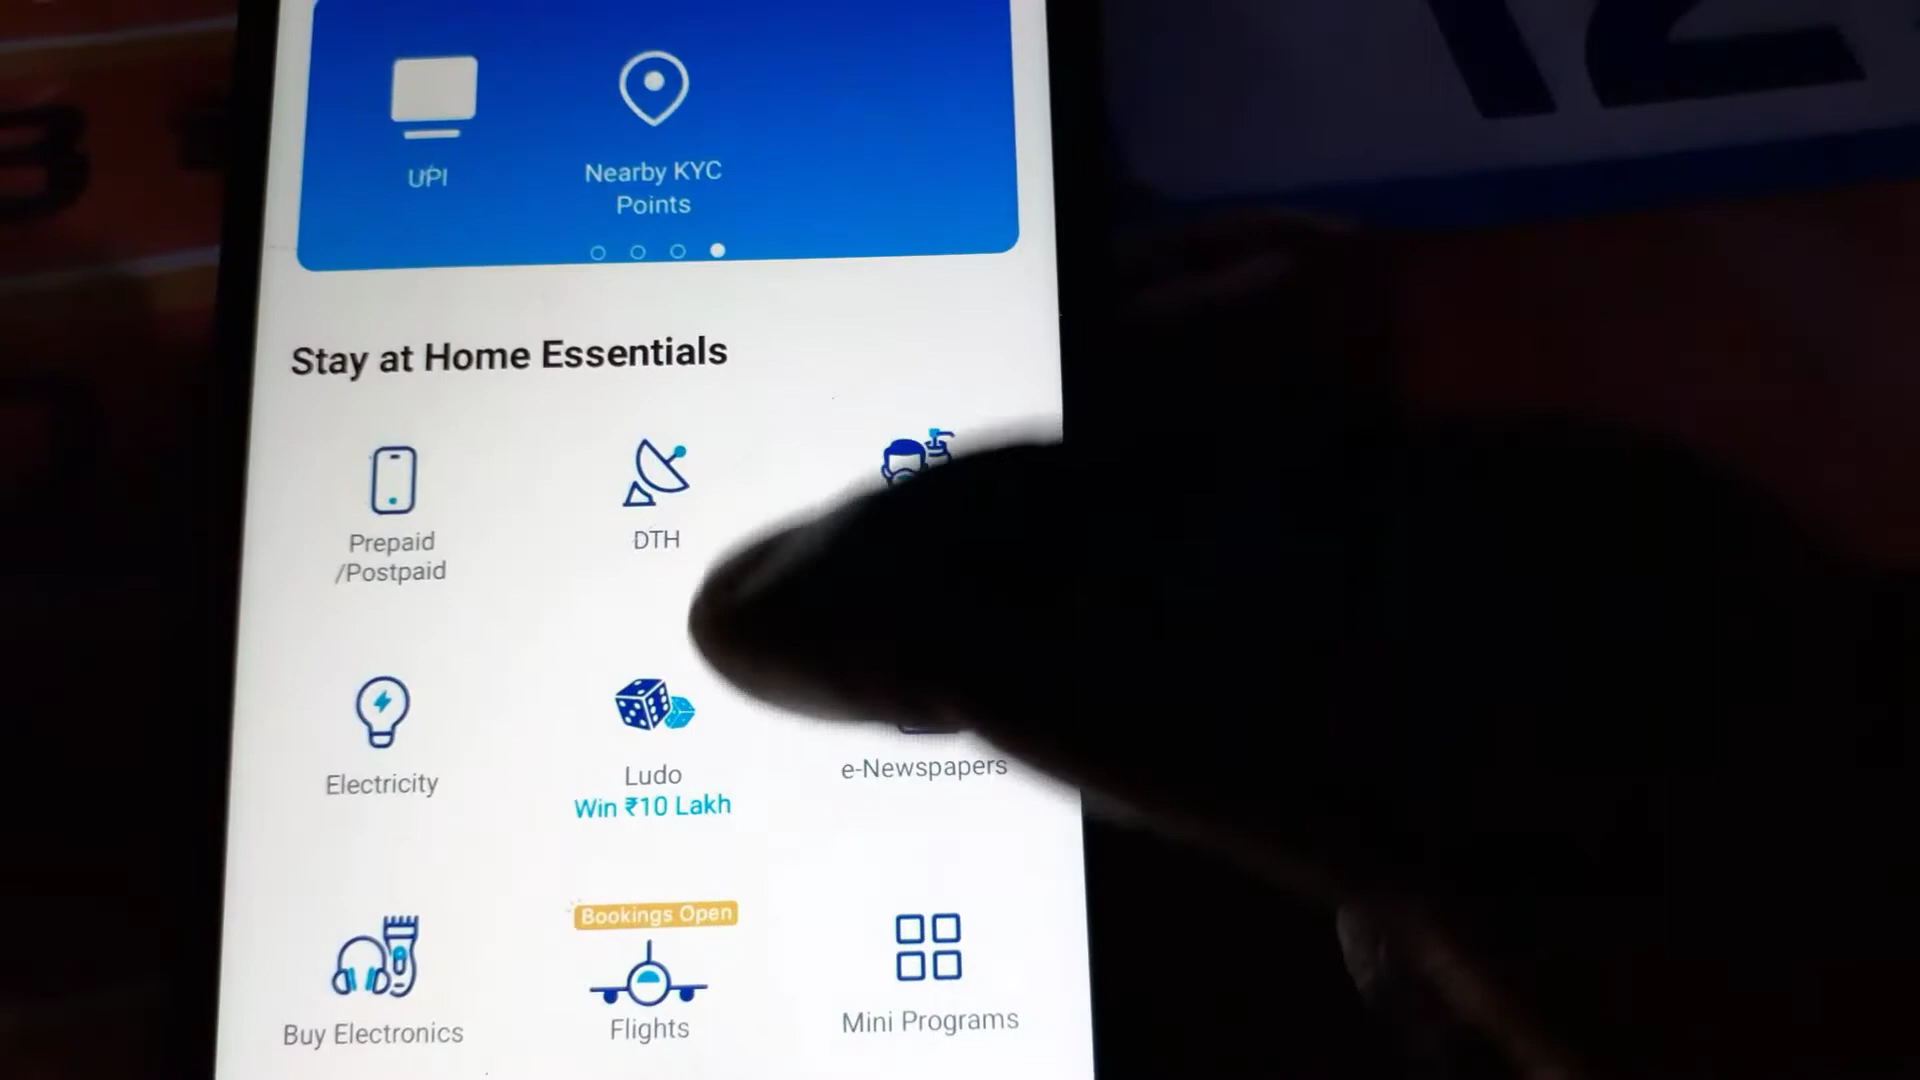 UPI
Nearby KYC
Points
Stay at Home Essentials
Prepaid
/Postpaid
DTH
Electricity
Ludo
Win ₹10 Lakh
e-Newspapers
Buy Electronics
Bookings Open
Flights
Mini Programs